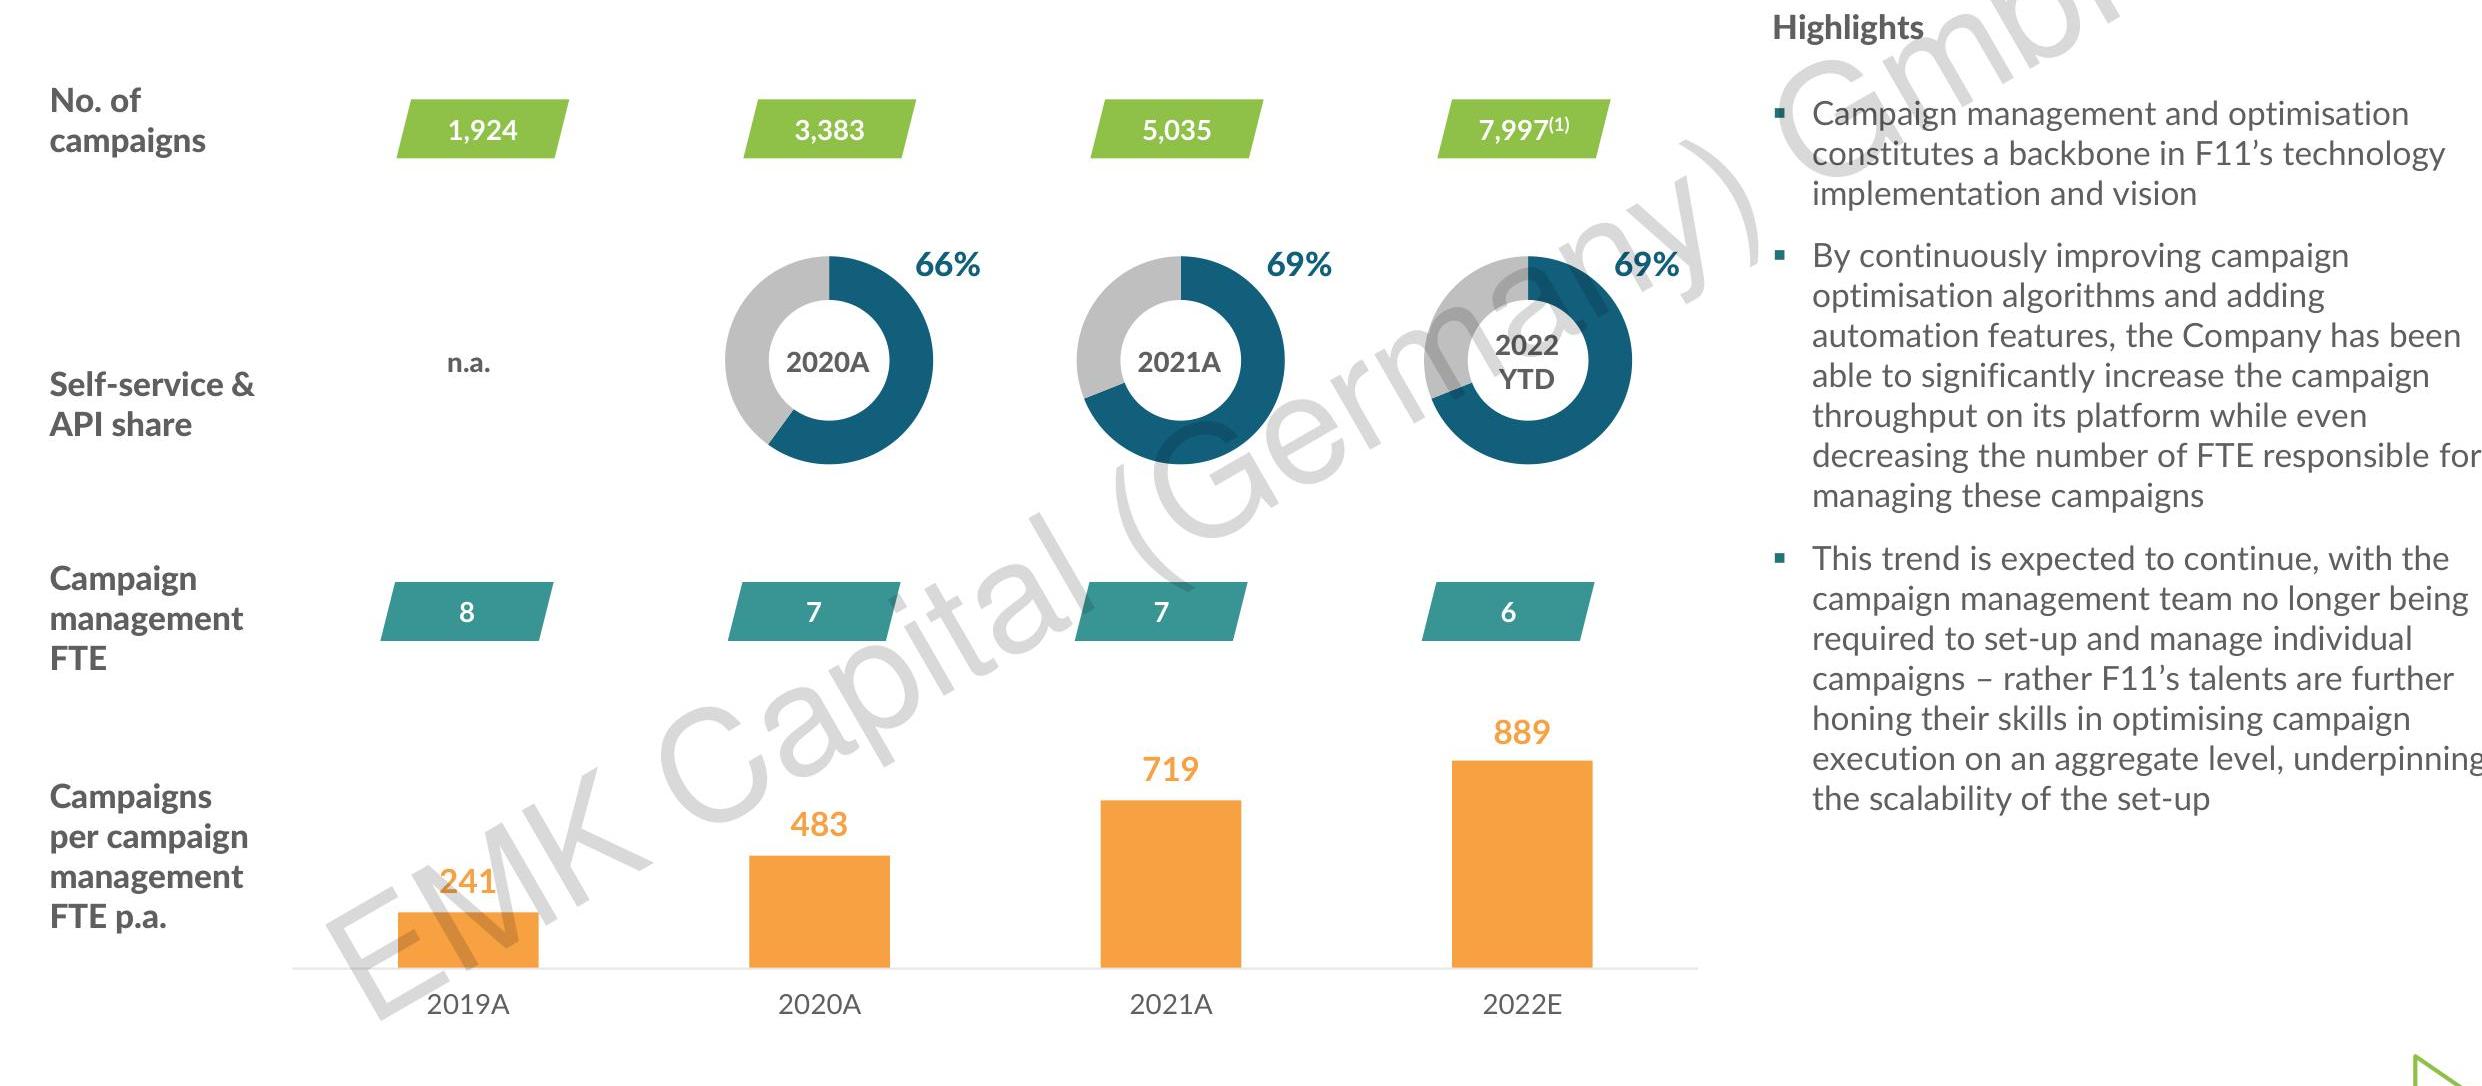 Highlights
No. of
campaigns
1,924
3,383
5,035
7,997(1)
Self-service &
API share
n.a.
2020A
66%
2021A
69%
2022
YTD
69%
Campaign
management
FTE
8
7
7
6
Campaigns
per campaign
management
FTE p.a.
241
483
719
889
2019A
2020A
2021A
2022E
▪ Campaign management and optimisation
constitutes a backbone in F11’s technology
implementation and vision
▪ By continuously improving campaign
optimisation algorithms and adding
automation features, the Company has been
able to significantly increase the campaign
throughput on its platform while even
decreasing the number of FTE responsible for
managing these campaigns
▪ This trend is expected to continue, with the
campaign management team no longer being
required to set-up and manage individual
campaigns – rather F11’s talents are further
honing their skills in optimising campaign
execution on an aggregate level, underpinning
the scalability of the set-up
EMK Capital (Germany) Gmb